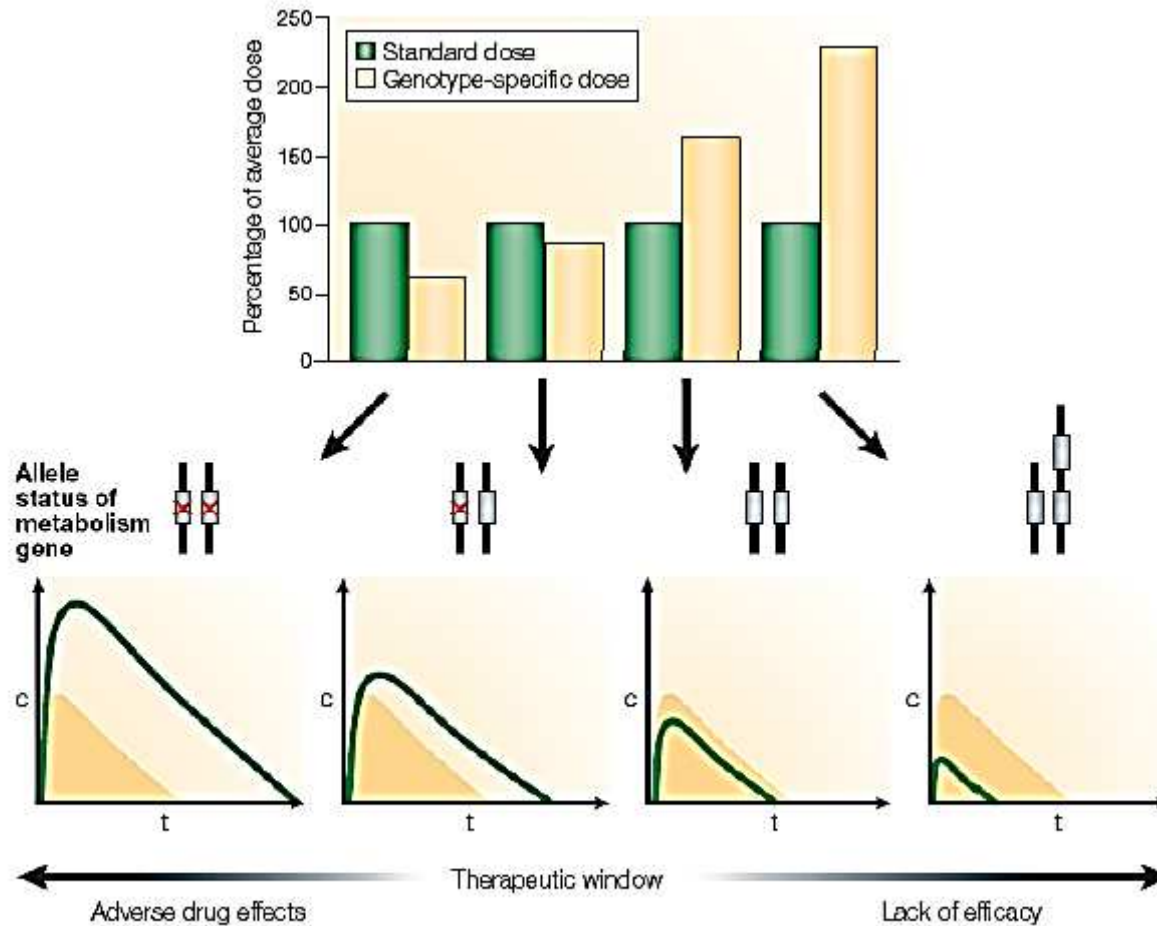 250
200
150
100
50
0
Percentage of average dose
Standard dose
Genotype-specific dose
Allele
status of
metabolism
gene
c
t
c
t
c
t
c
t
Therapeutic window
Adverse drug effects
Lack of efficacy